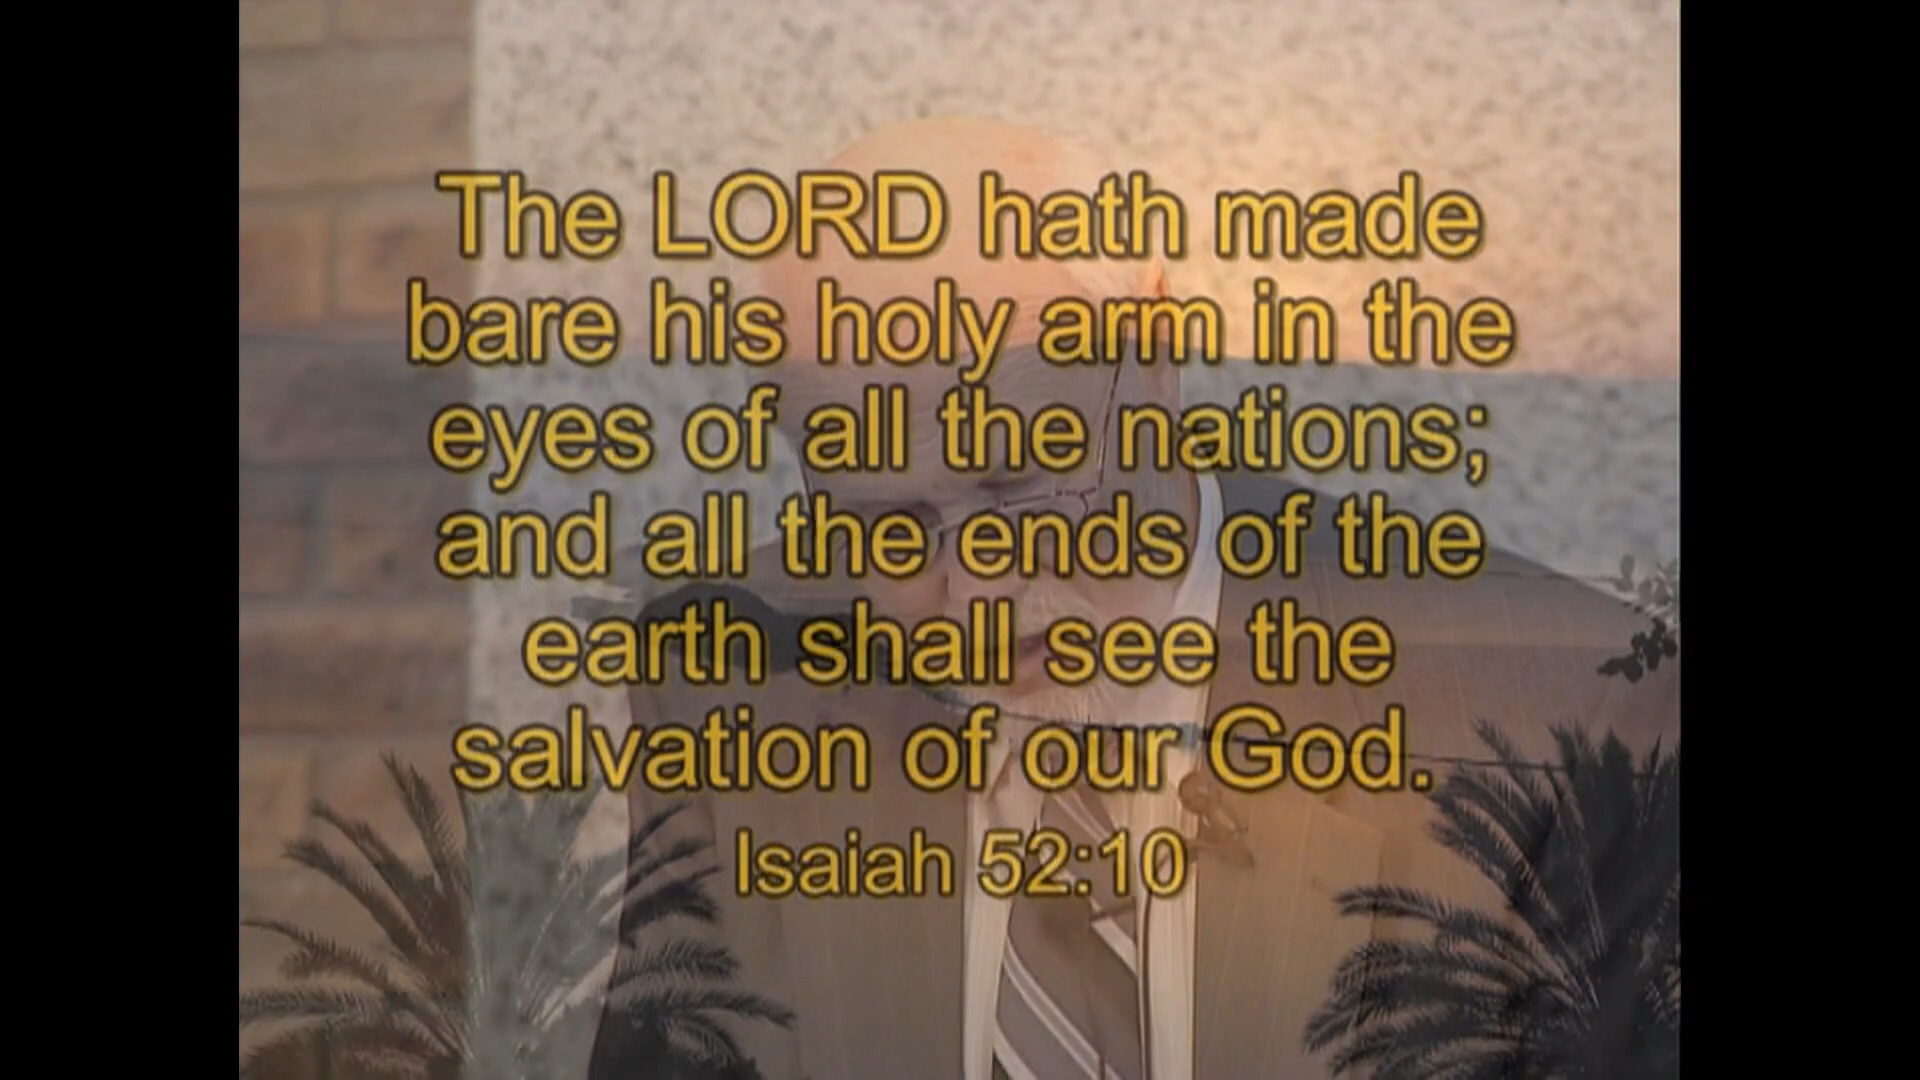 The LORD hath made
bare his holy arm in the
eyes of all the nations;
and all the ends of the
earth shall see the
salvation of our God.
Isaiah 52:10